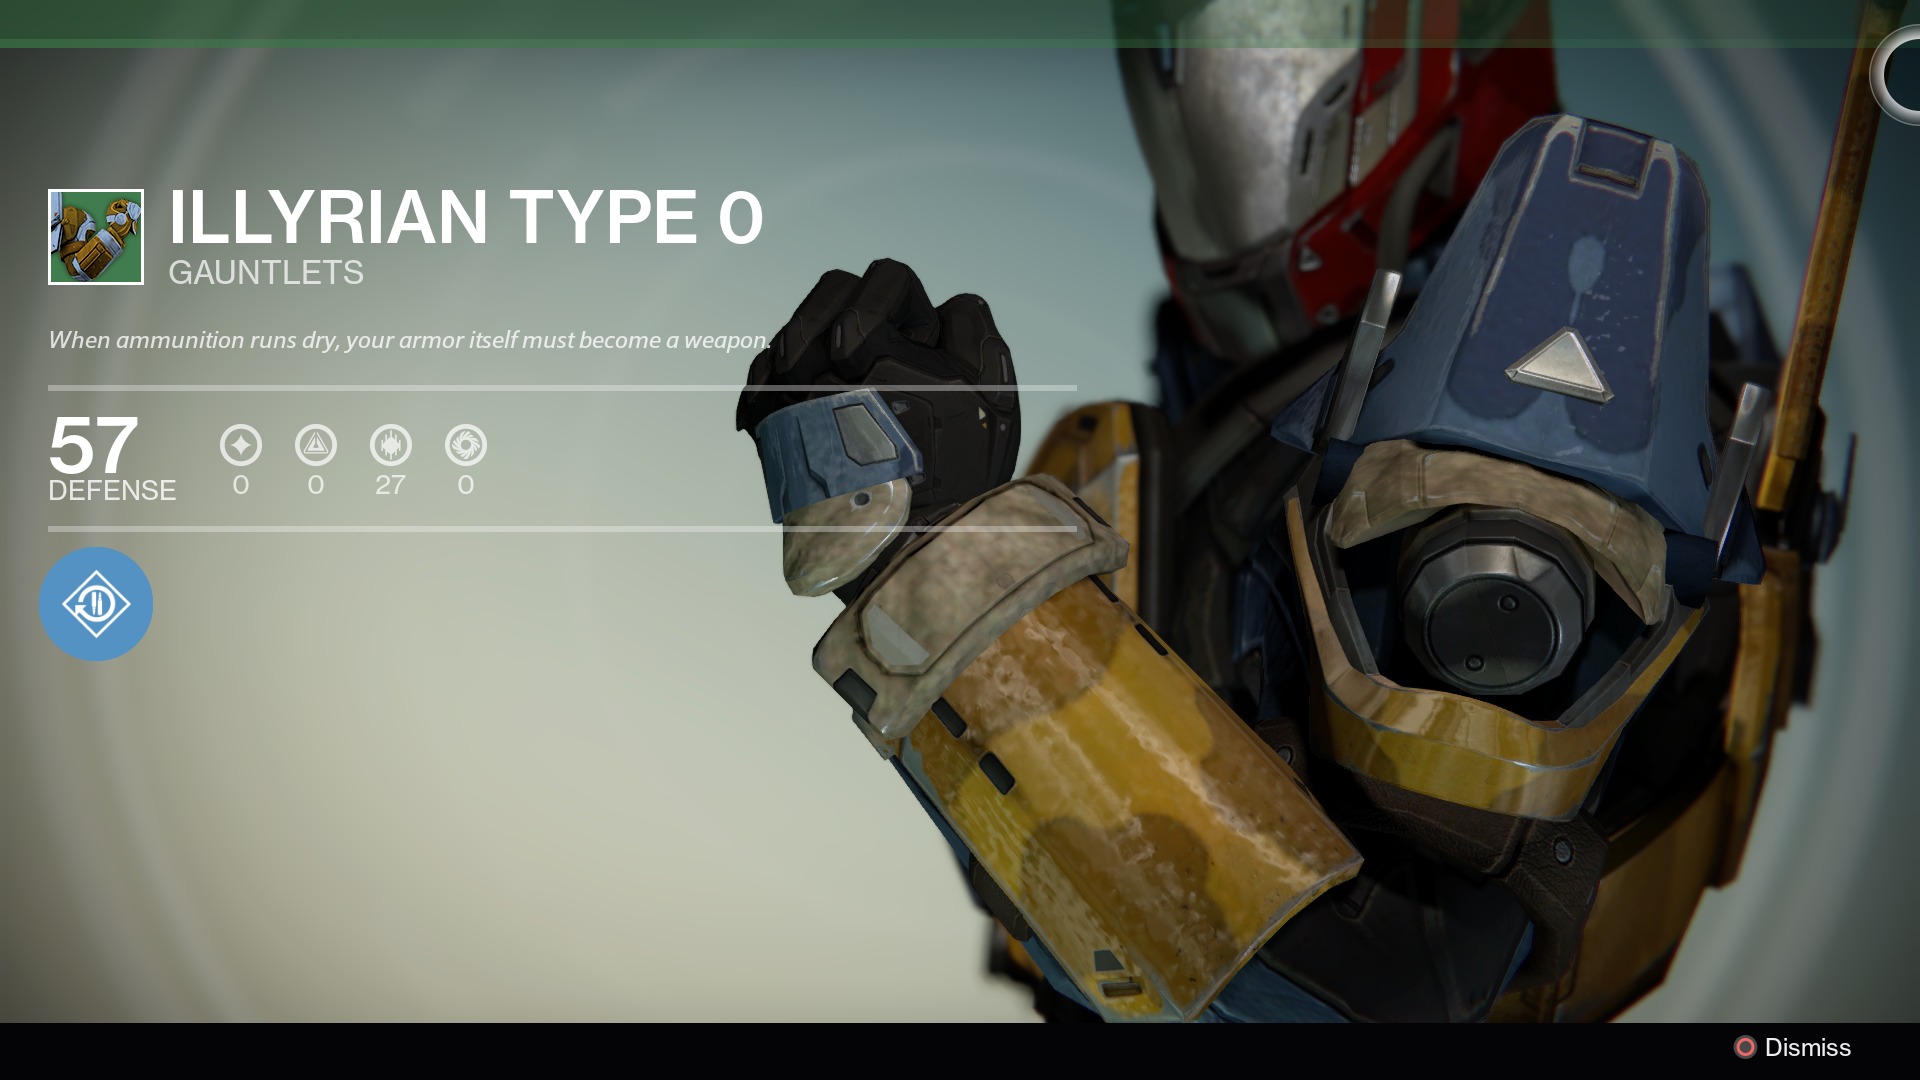 ILLYRIAN TYPE 0
GAUNTLETS
When ammunition runs dry, your armor itself must become a weapon.
57
DEFENSE
0 0 27 0
Dismiss